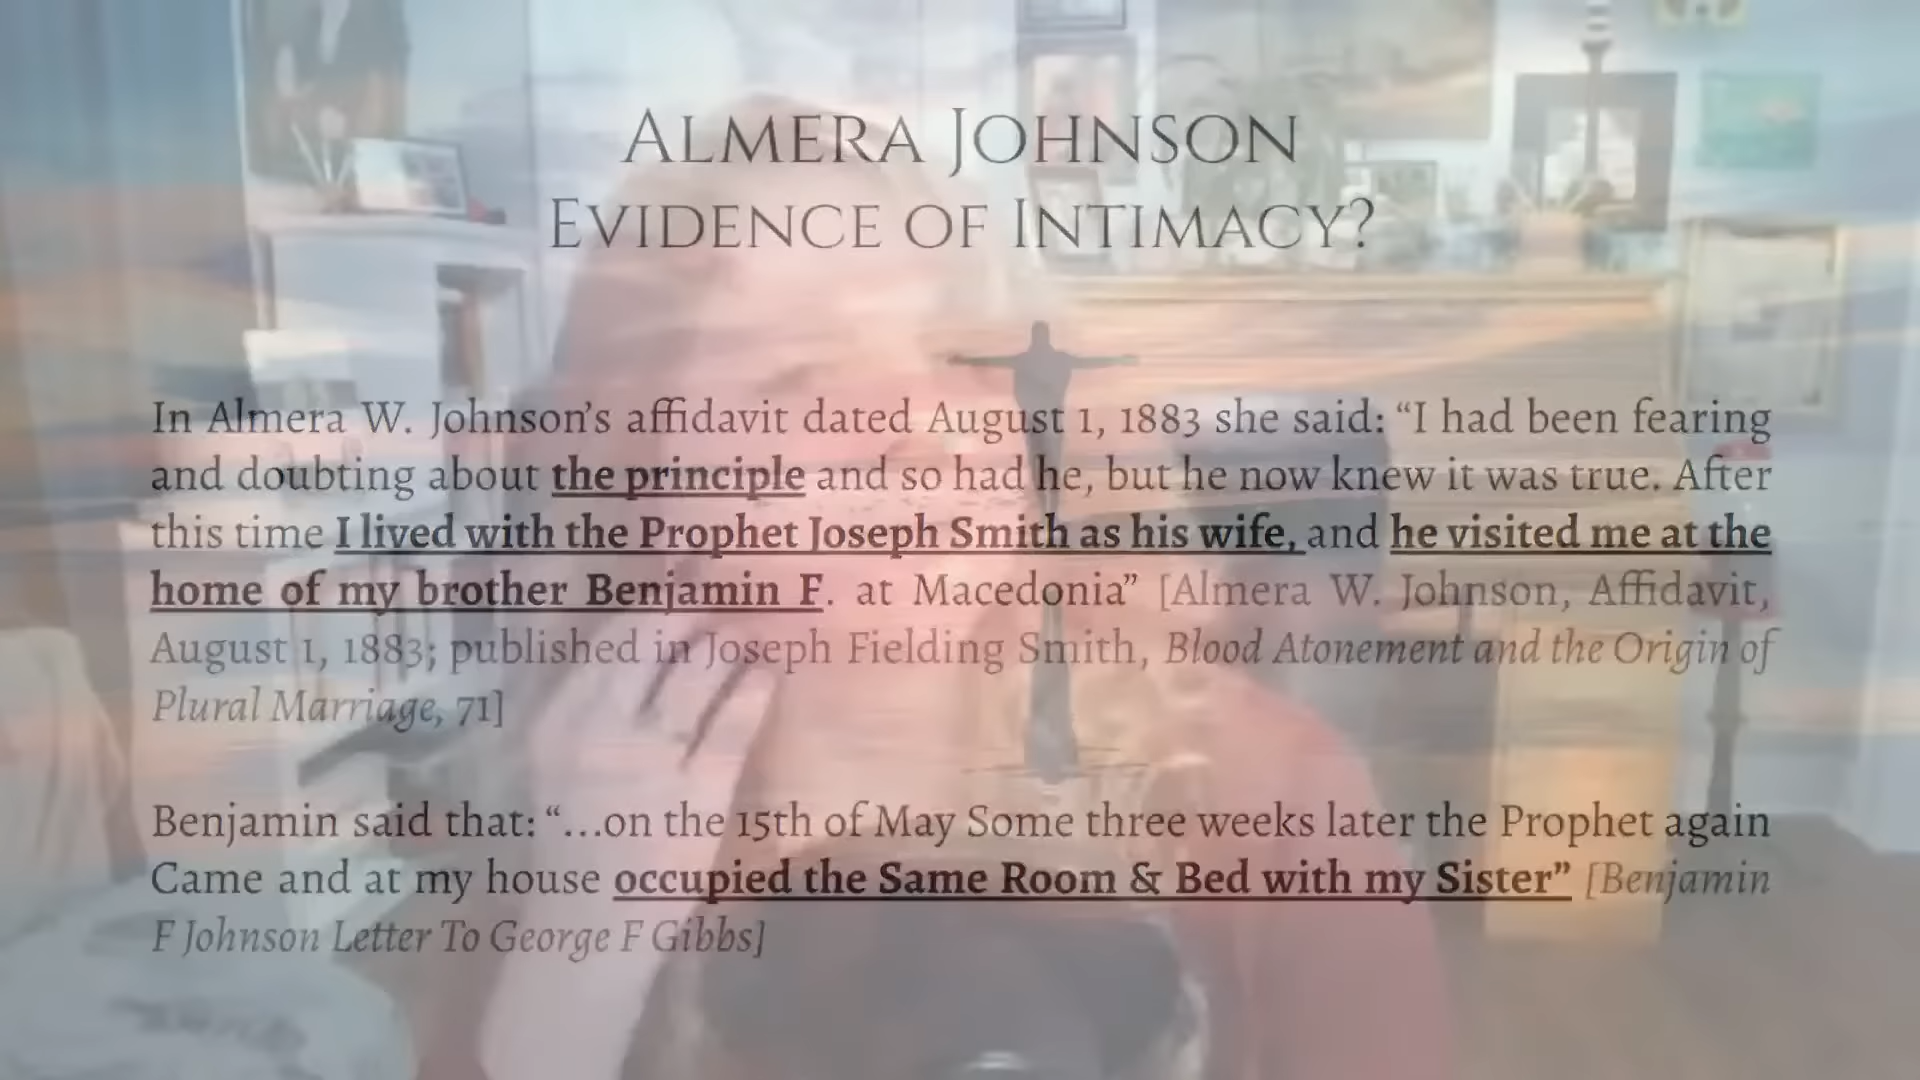 ALMERA JOHNSON
EVIDENCE OF INTIMACY?
In Almera W. Johnson’s affidavit dated August 1, 1883 she said: “I had been fearing
and doubting about the principle and so had he, but he now knew it was true. After
this time I lived with the Prophet Joseph Smith as his wife, and he visited me at the
home of my brother Benjamin F. at Macedonia” [Almera W. Johnson, Affidavit,
August 1, 1883; published in Joseph Fielding Smith, Blood Atonement and the Origin of
Plural Marriage, 71]
Benjamin said that: “…on the 15th of May Some three weeks later the Prophet again
Came and at my house occupied the Same Room & Bed with my Sister” [Benjamin
F Johnson Letter To George F Gibbs]